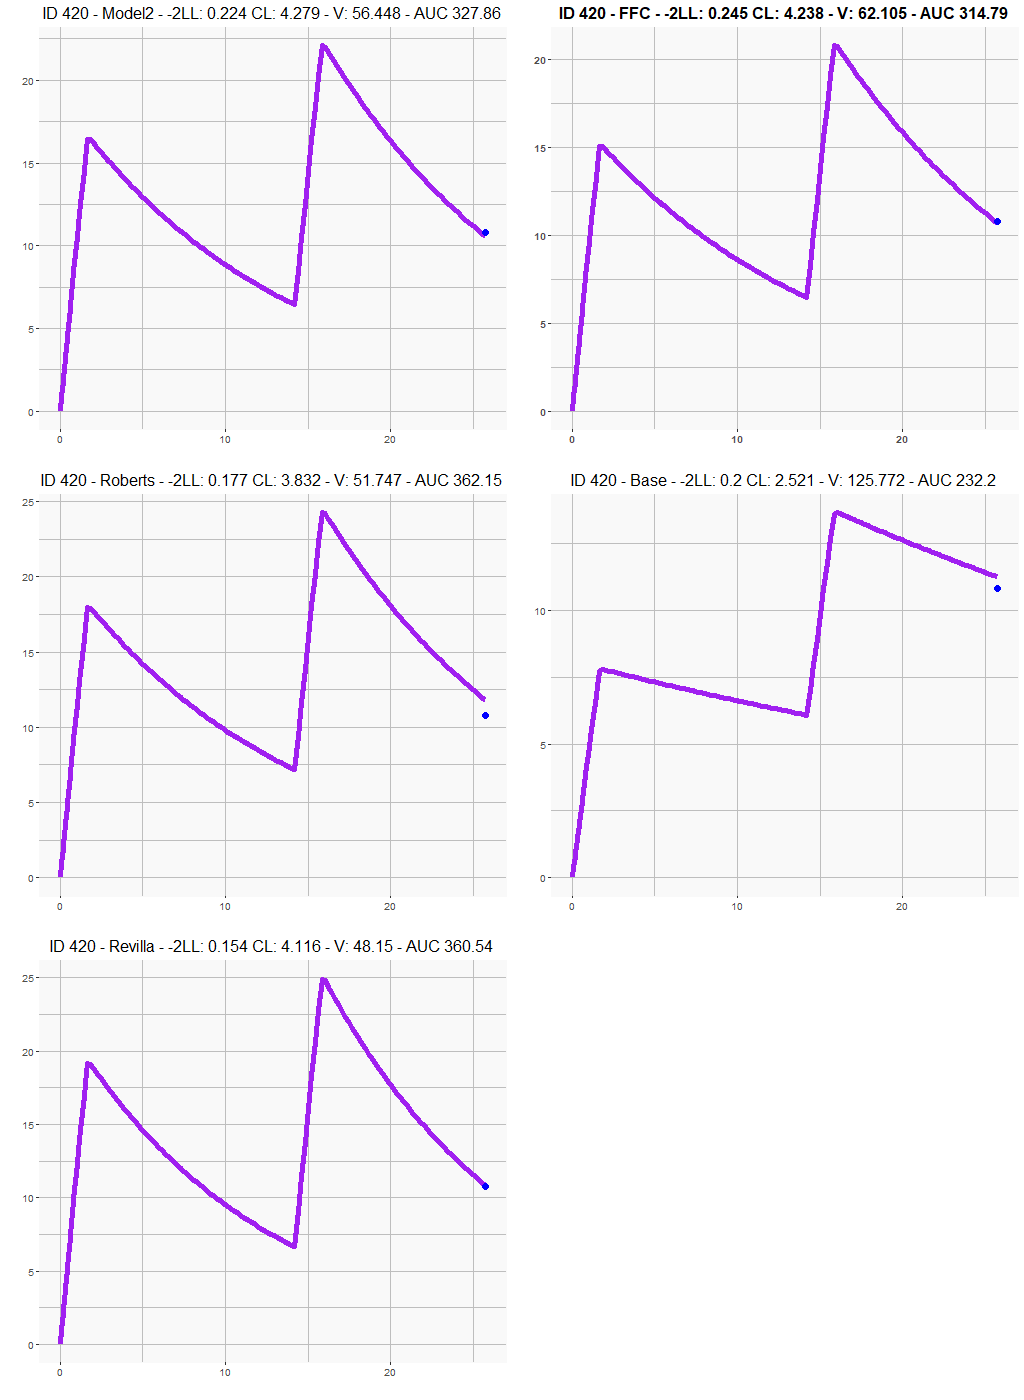 ID 420 - Model2 - -2LL: 0.224 CL: 4.279 - V: 56.448 - AUC 327.86
20
15
10
5
0
0 10 20
ID 420 - FFC - -2LL: 0.245 CL: 4.238 - V: 62.105 - AUC 314.79
20
15
10
5
0
0 10 20
ID 420 - Roberts - -2LL: 0.177 CL: 3.832 - V: 51.747 - AUC 362.15
25
20
15
10
5
0
0 10 20
ID 420 - Base - -2LL: 0.2 CL: 2.521 - V: 125.772 - AUC 232.2
10
5
0
0 10 20
ID 420 - Revilla - -2LL: 0.154 CL: 4.116 - V: 48.15 - AUC 360.54
25
20
15
10
5
0
0 10 20